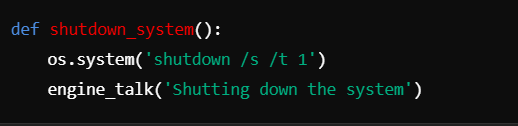 def shutdown_system():
    os.system('shutdown /s /t 1')
    engine_talk('Shutting down the system')